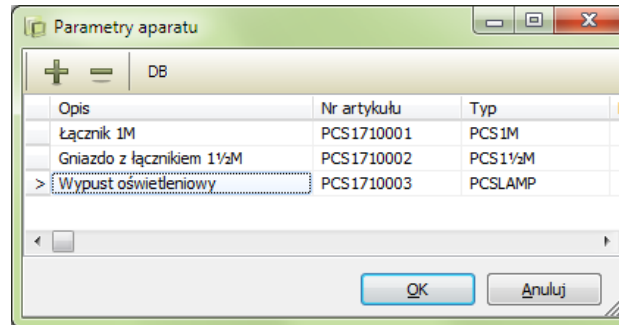 Parametry aparatu
DB
Opis Nr artykułu Typ
Łącznik 1M PCS1710001 PCS1M
Gniazdo z łącznikiem 1½M PCS1710002 PCS1½M
> Wypust oświetleniowy PCS1710003 PCSLAMP
OK Anuluj